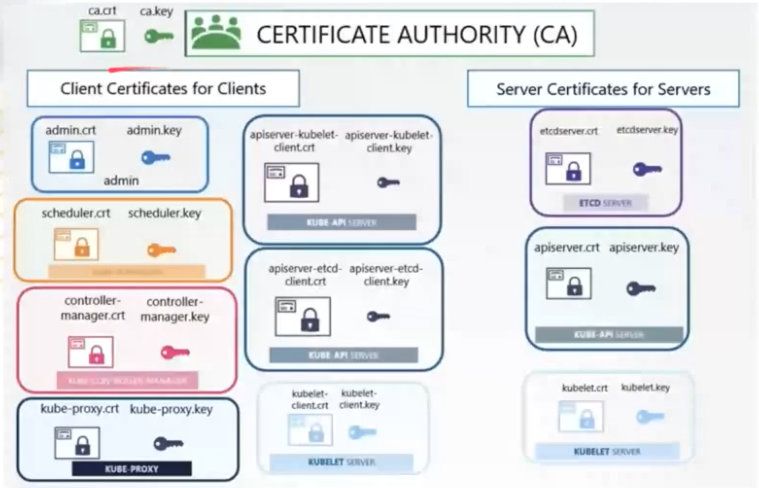 ca.crt ca.key
CERTIFICATE AUTHORITY (CA)
Client Certificates for Clients
Server Certificates for Servers
admin.crt admin.key
admin
scheduler.crt scheduler.key
KUBE-SCHEDULER
controller-
manager.crt
controller-
manager.key
KUBE-CONTROLLER-MANAGER
kube-proxy.crt kube-proxy.key
KUBE-PROXY
apiserver-kubelet-
client.crt
apiserver-kubelet-
client.key
KUBE-API SERVER
apiserver-etcd-
client.crt
apiserver-etcd-
client.key
KUBE-API SERVER
kubelet-
client.crt
kubelet-
client.key
KUBELET SERVER
etcdserver.crt etcdserver.key
ETCD SERVER
apiserver.crt apiserver.key
KUBE-API SERVER
kubelet.crt kubelet.key
KUBELET SERVER